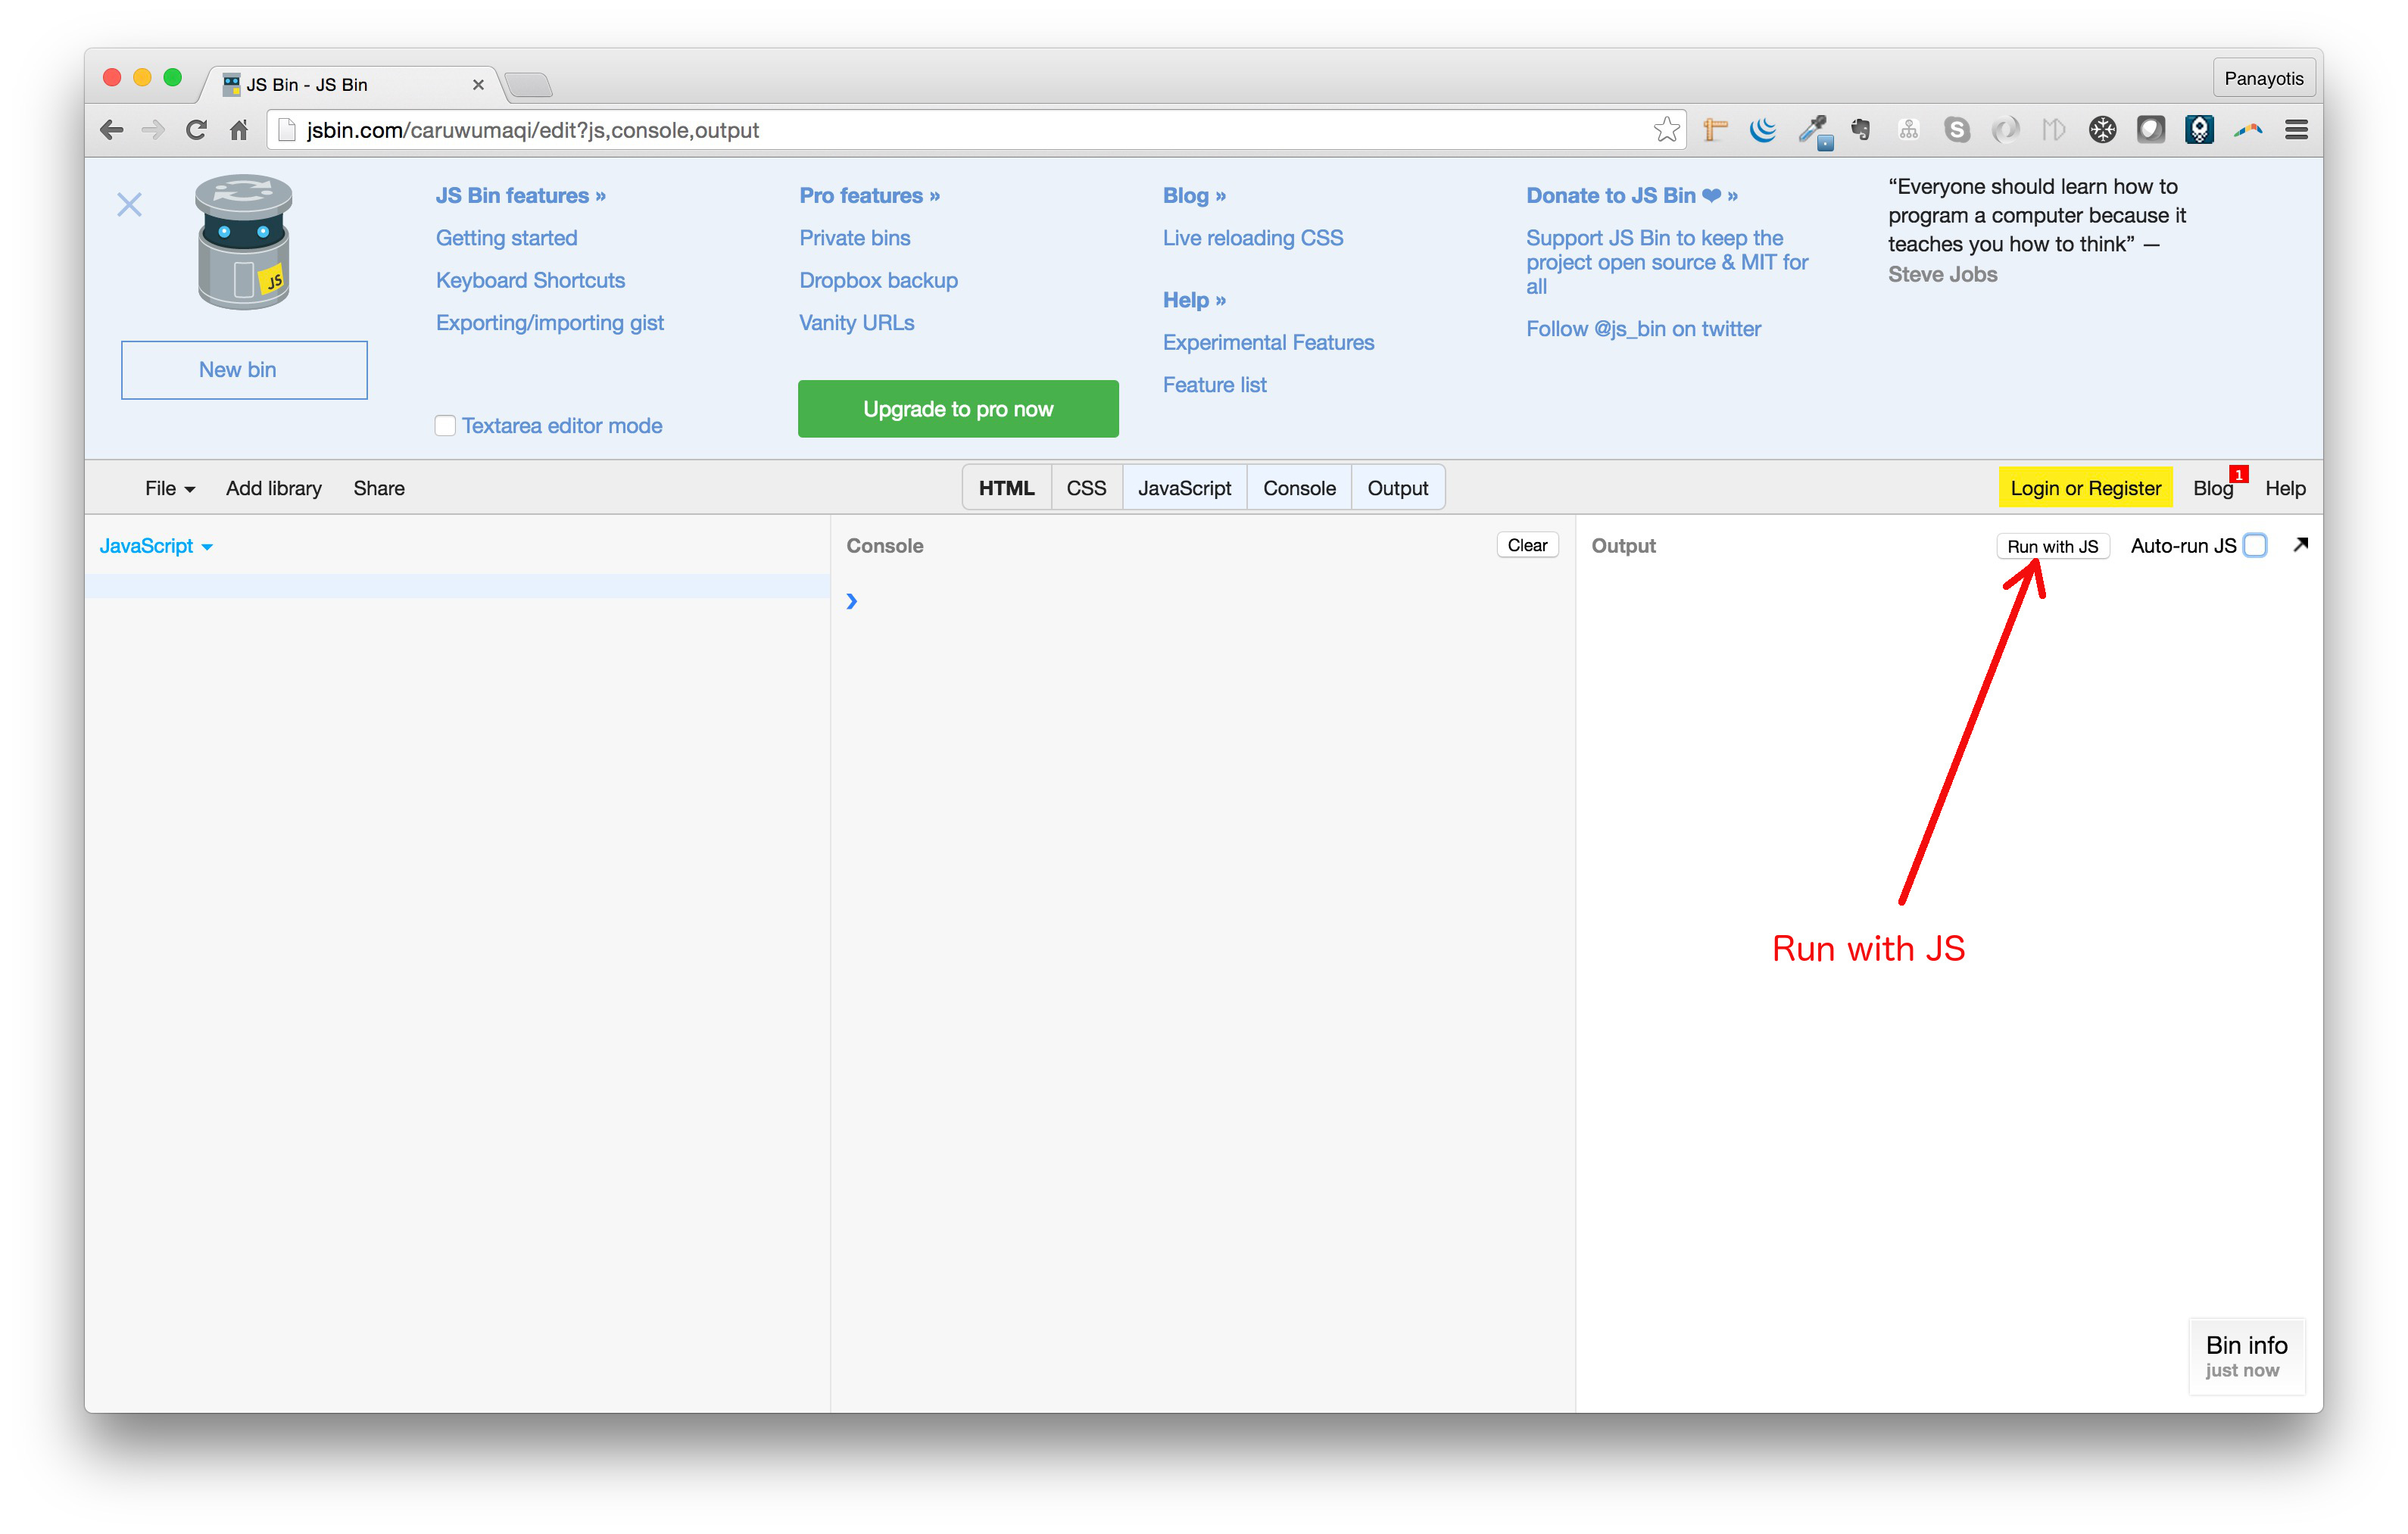 JS Bin - JS Bin
Panayotis
jsbin.com/caruwumaqi/edit?js,console,output
JS
New bin
JS Bin features »
Getting started
Keyboard Shortcuts
Exporting/importing gist
Textarea editor mode
Pro features »
Private bins
Dropbox backup
Vanity URLs
Upgrade to pro now
Blog »
Live reloading CSS
Help »
Experimental Features
Feature list
Donate to JS Bin ❤ »
Support JS Bin to keep the
project open source & MIT for
all
Follow @js_bin on twitter
“Everyone should learn how to
program a computer because it
teaches you how to think” —
Steve Jobs
File Add library Share HTML CSS JavaScript Console Output Login or Register Blog 1 Help
JavaScript
Console Clear
Output Run with JS Auto-run JS
Run with JS
Bin info
just now